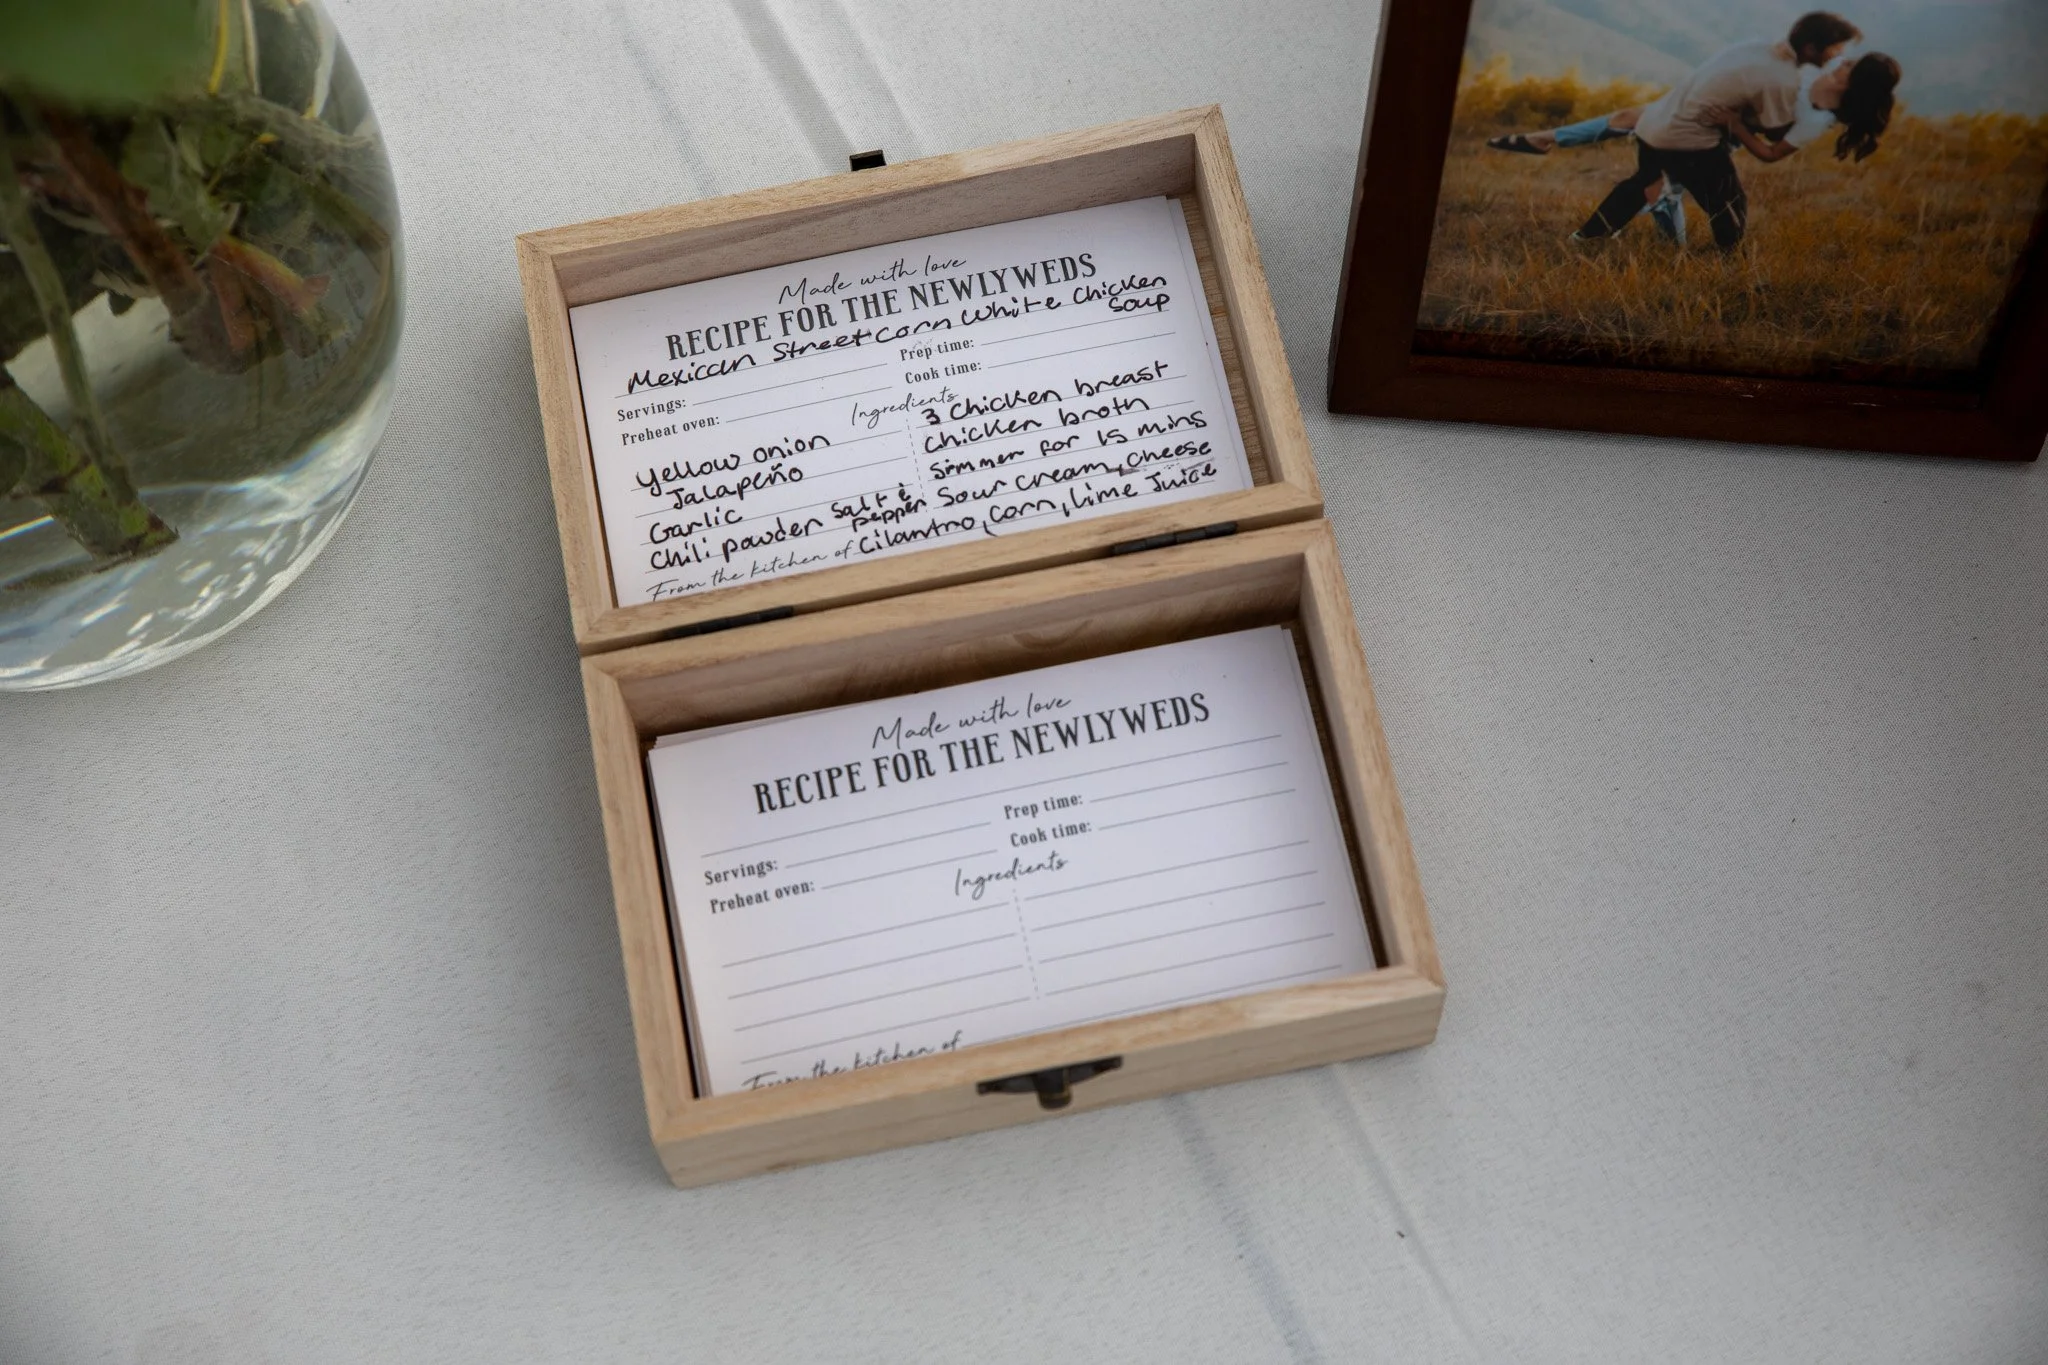 Made with love
RECIPE FOR THE NEWLYWEDS
Mexican Street corn white chicken
Soup
Prep time:
Servings:
Cook time:
Preheat oven:
Ingredients
Yellow onion
Jalapeño
Garlic
Chili powder salt &
pepper
3 chicken breast
chicken broth
simmer for 15 mins
Sour cream, cheese
Cilantro, corn, lime Juice
From the kitchen of
Made with love
RECIPE FOR THE NEWLYWEDS
Prep time:
Servings:
Cook time:
Preheat oven:
Ingredients
From the kitchen of